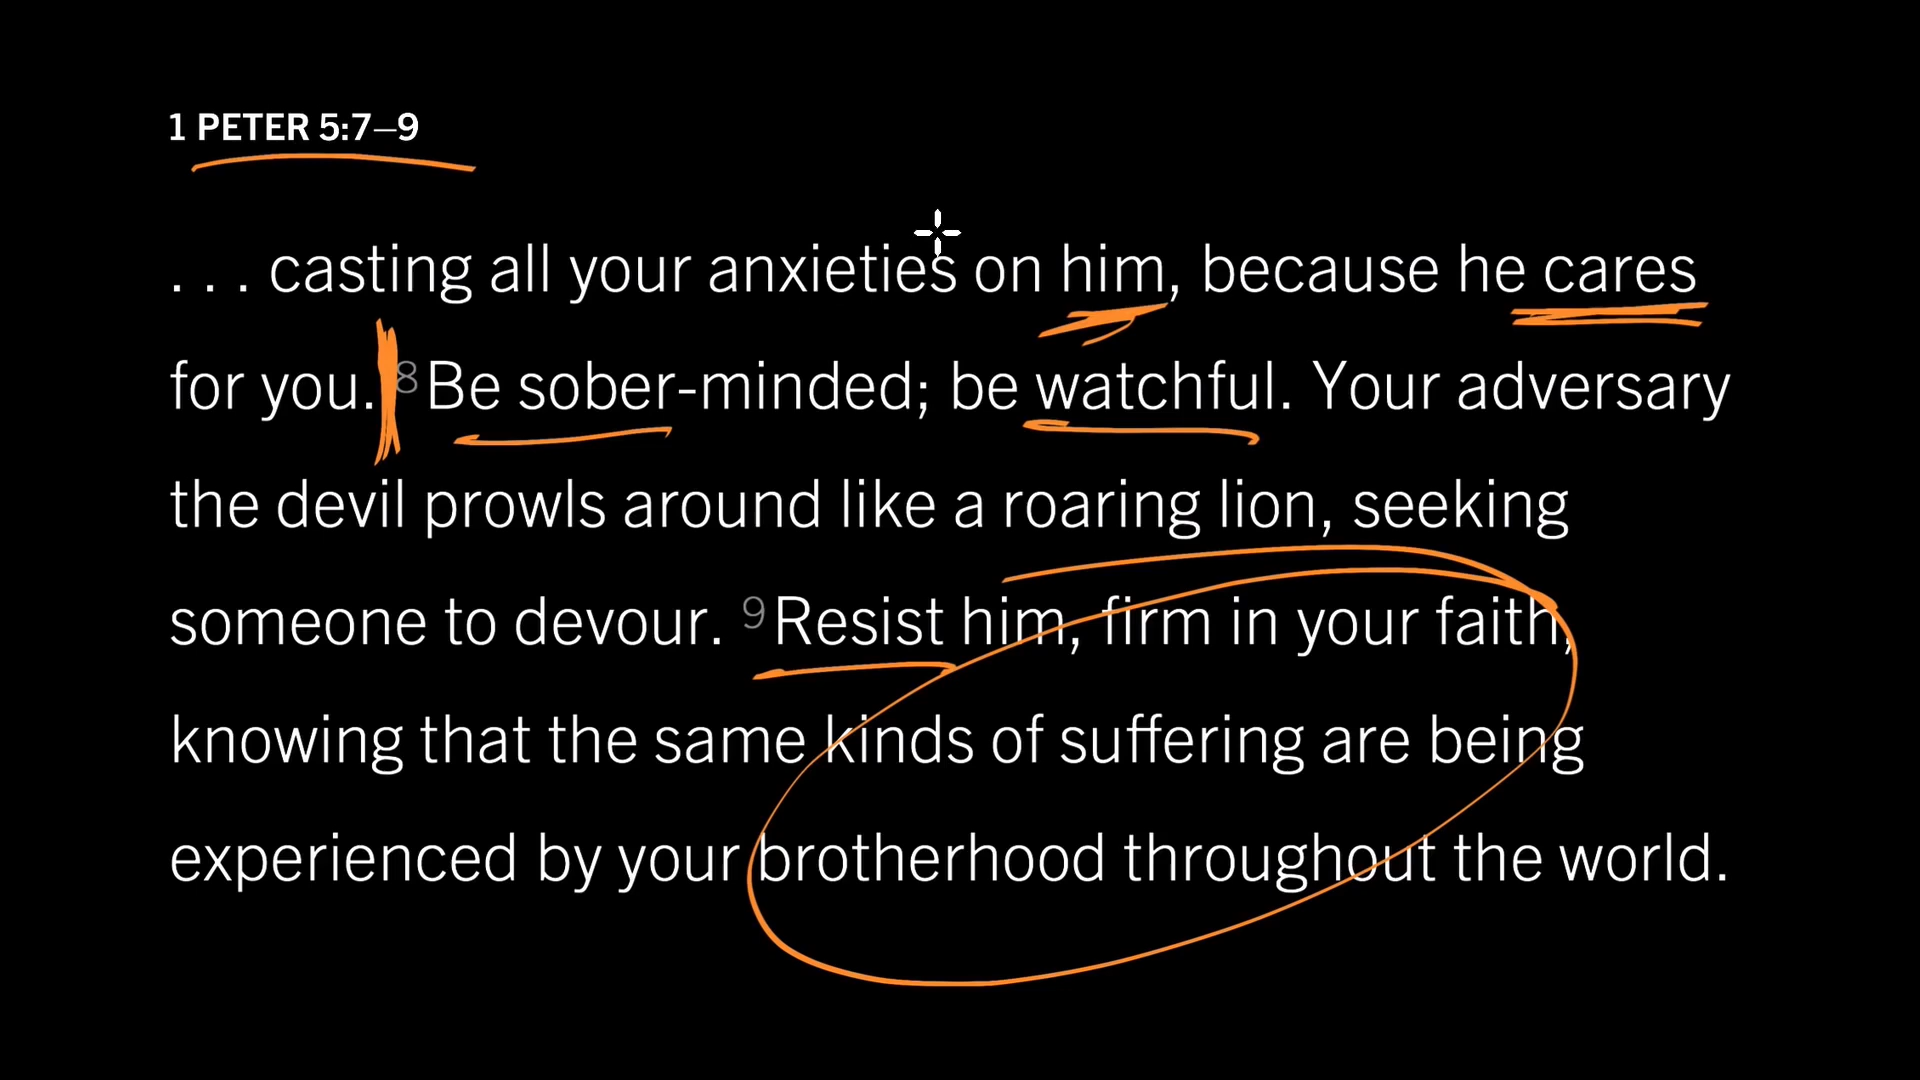 1 PETER 5:7–9
. . . casting all your anxieties on him, because he cares
for you. 8 Be sober-minded; be watchful. Your adversary
the devil prowls around like a roaring lion, seeking
someone to devour. 9 Resist him, firm in your faith,
knowing that the same kinds of suffering are being
experienced by your brotherhood throughout the world.